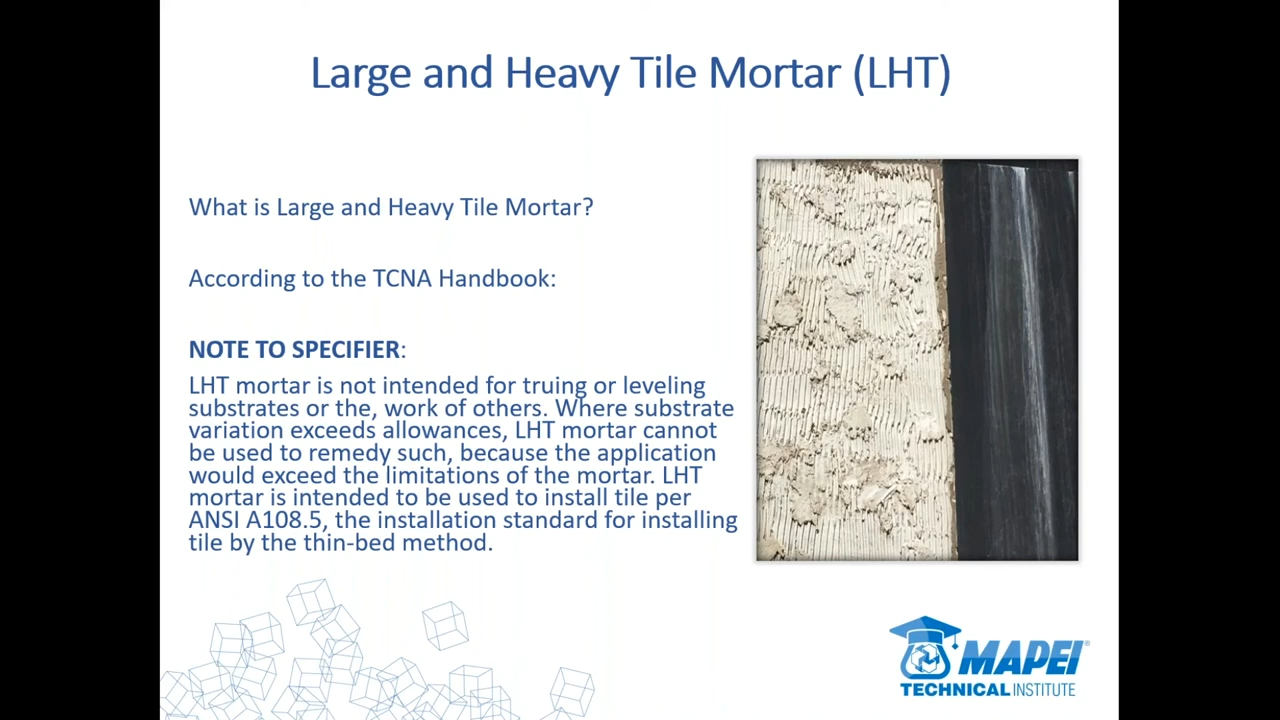 Large and Heavy Tile Mortar (LHT)
What is Large and Heavy Tile Mortar?
According to the TCNA Handbook:
NOTE TO SPECIFIER:
LHT mortar is not intended for truing or leveling
substrates or the, work of others. Where substrate
variation exceeds allowances, LHT mortar cannot
be used to remedy such, because the application
would exceed the limitations of the mortar. LHT
mortar is intended to be used to install tile per
ANSI A108.5, the installation standard for installing
tile by the thin-bed method.
MAPEI®
TECHNICAL INSTITUTE